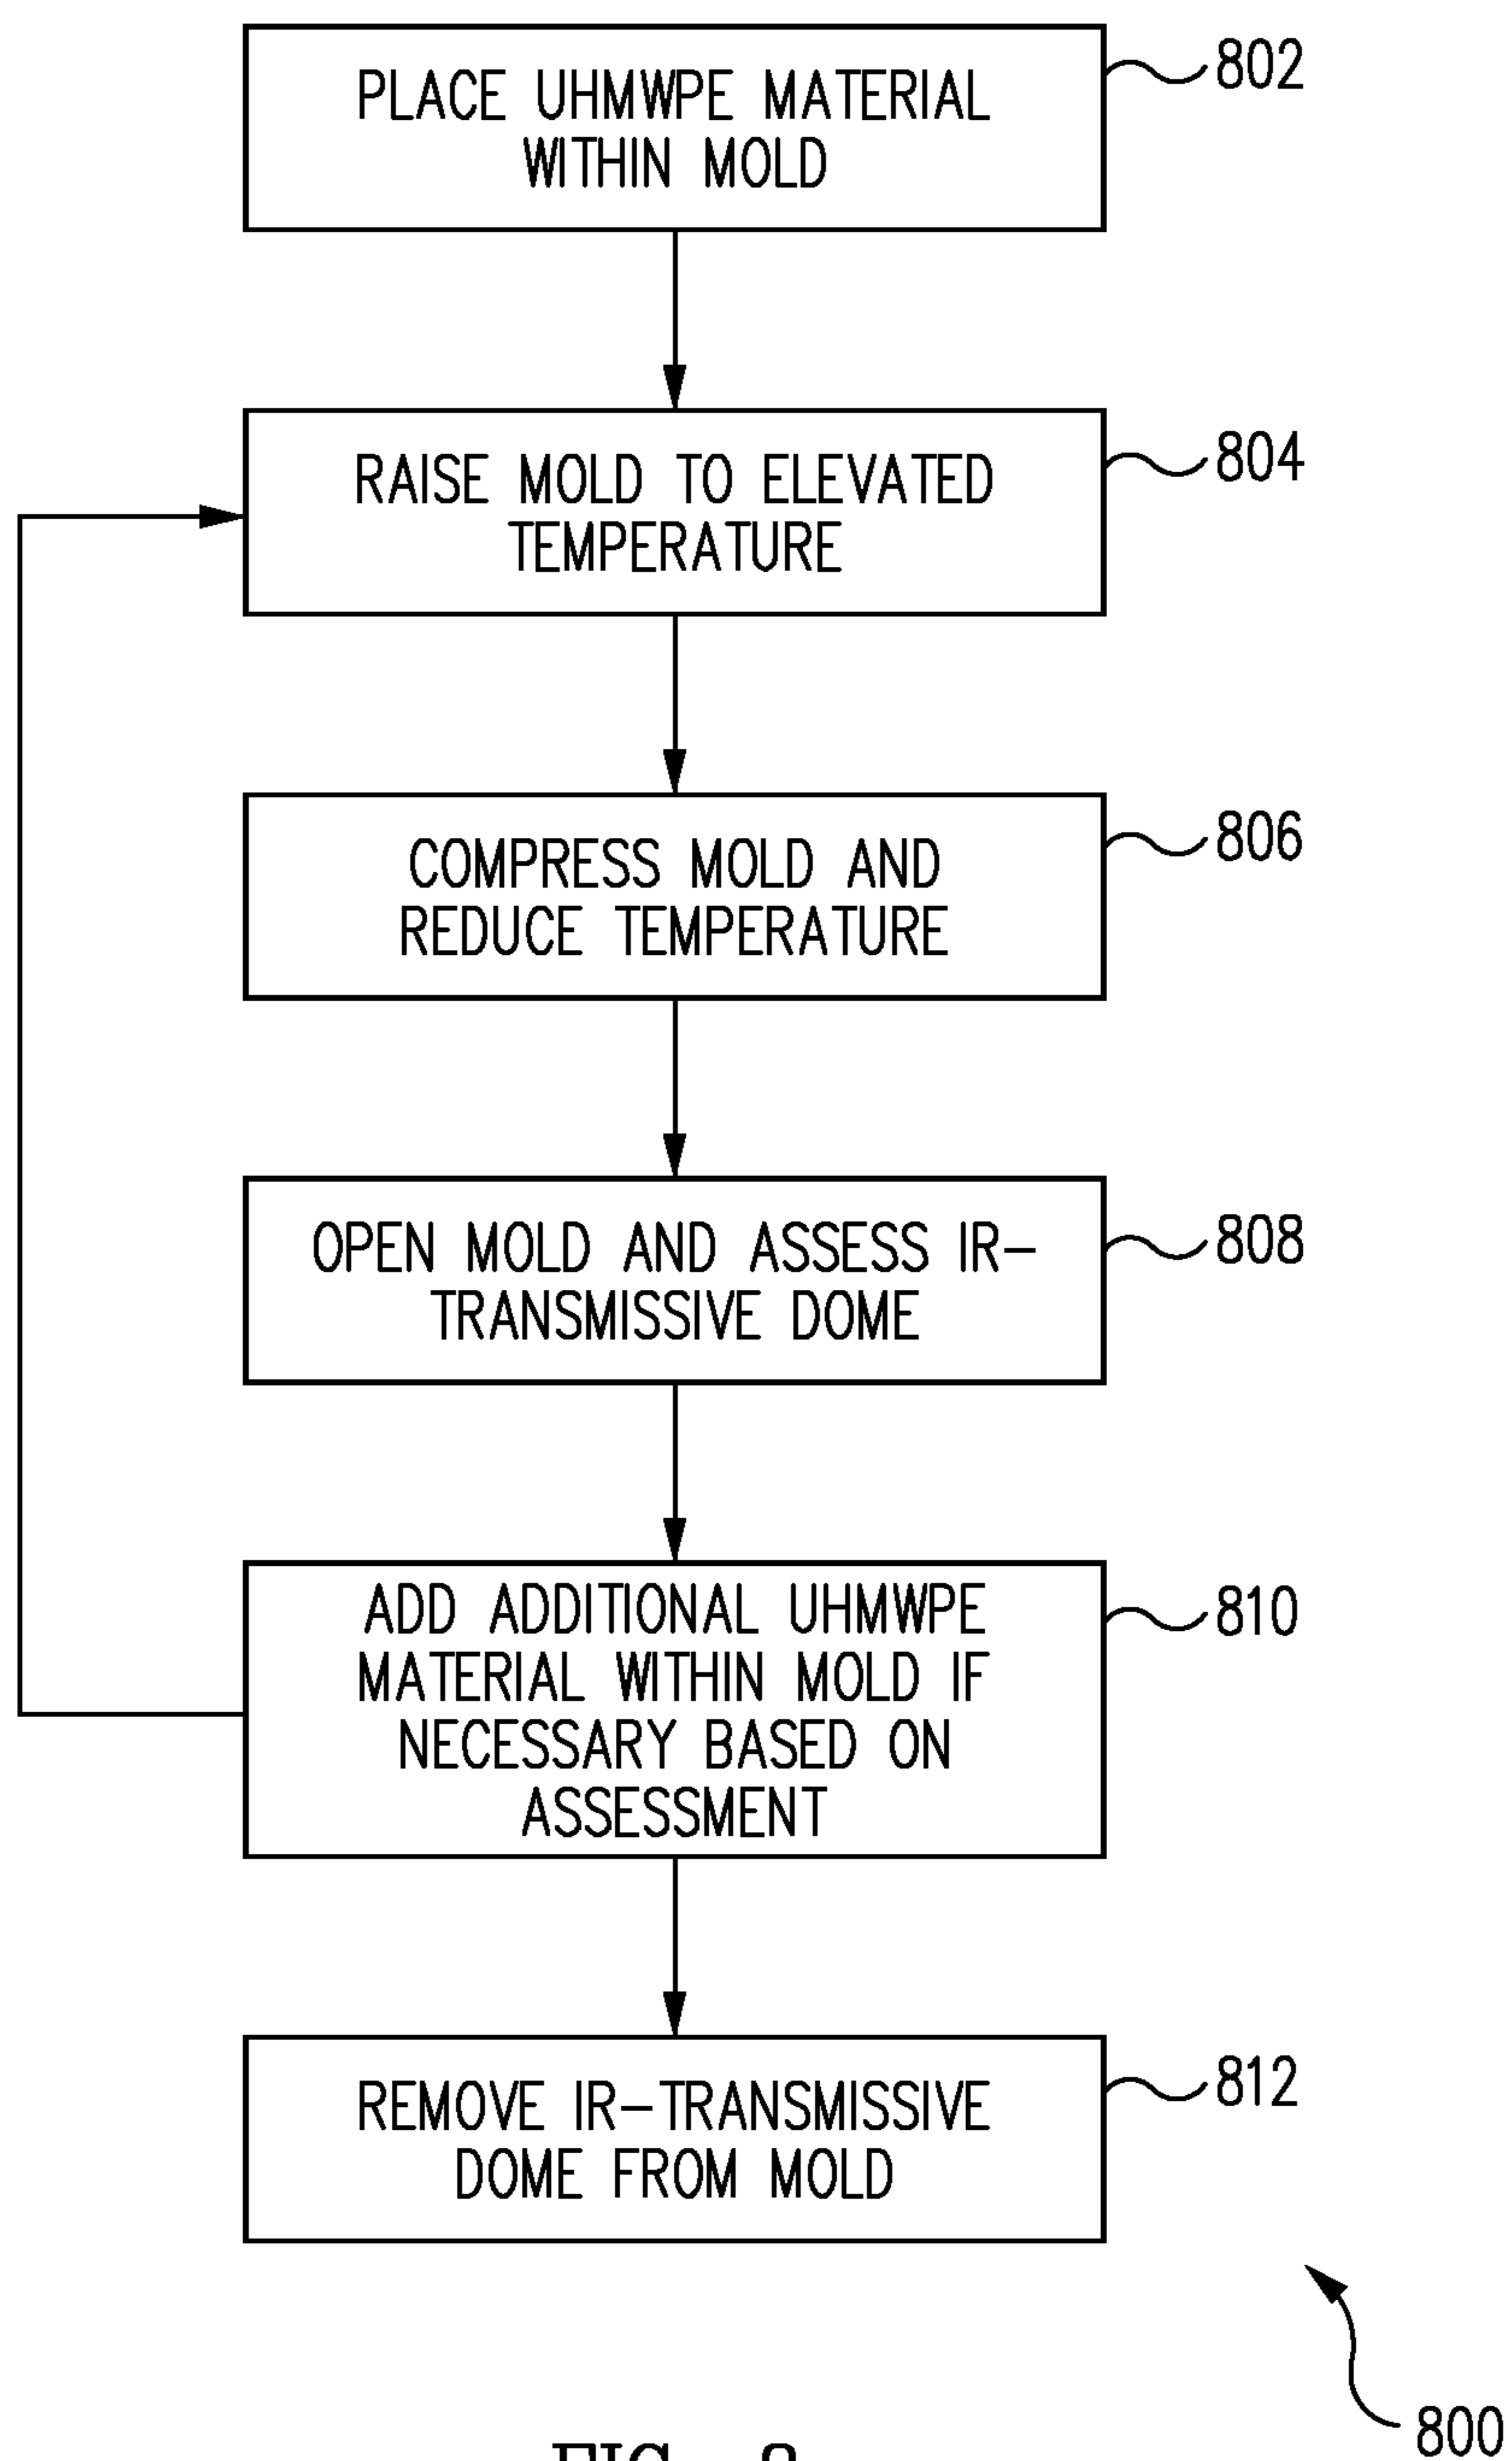 PLACE UHMWPE MATERIAL
WITHIN MOLD
802
RAISE MOLD TO ELEVATED
TEMPERATURE
804
COMPRESS MOLD AND
REDUCE TEMPERATURE
806
OPEN MOLD AND ASSESS IR-
TRANSMISSIVE DOME
808
ADD ADDITIONAL UHMWPE
MATERIAL WITHIN MOLD IF
NECESSARY BASED ON
ASSESSMENT
810
REMOVE IR-TRANSMISSIVE
DOME FROM MOLD
812
800
FIG.